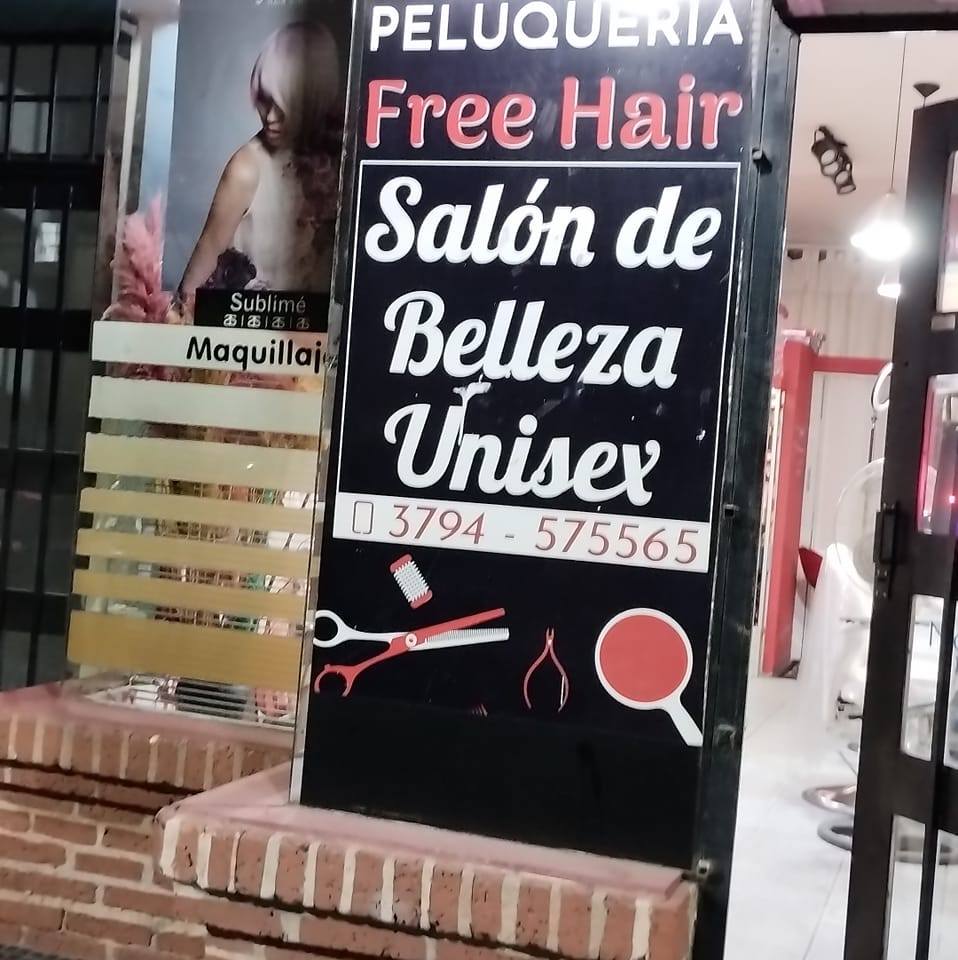 PELUQUERIA
Free Hair
Salón de
Belleza
Unisex
3794 - 575565
Sublimé
Maquillaj